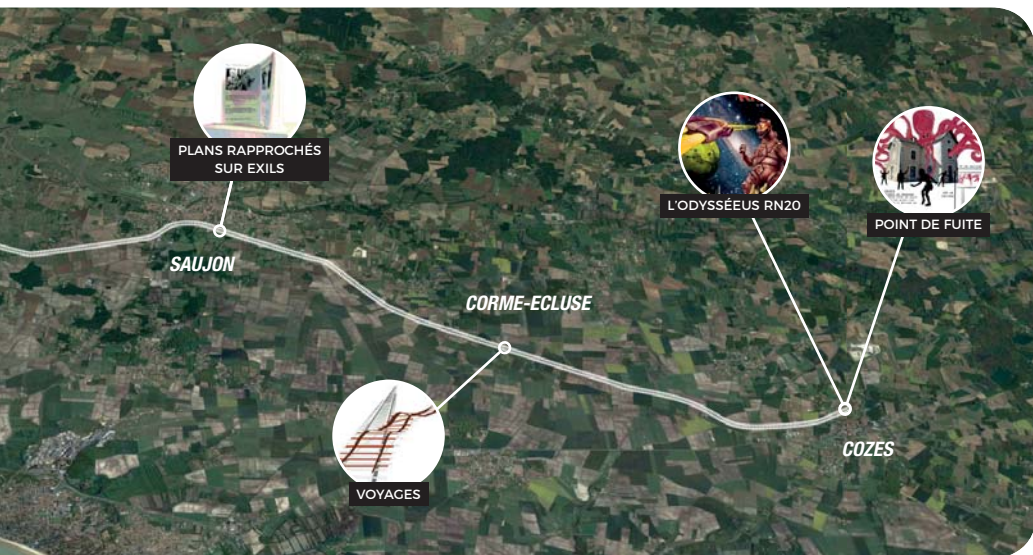 PLANS RAPPROCHÉS
SUR EXILS
L'ODYSSÉEUS RN20
POINT DE FUITE
SAUJON
CORME-ECLUSE
VOYAGES
COZES